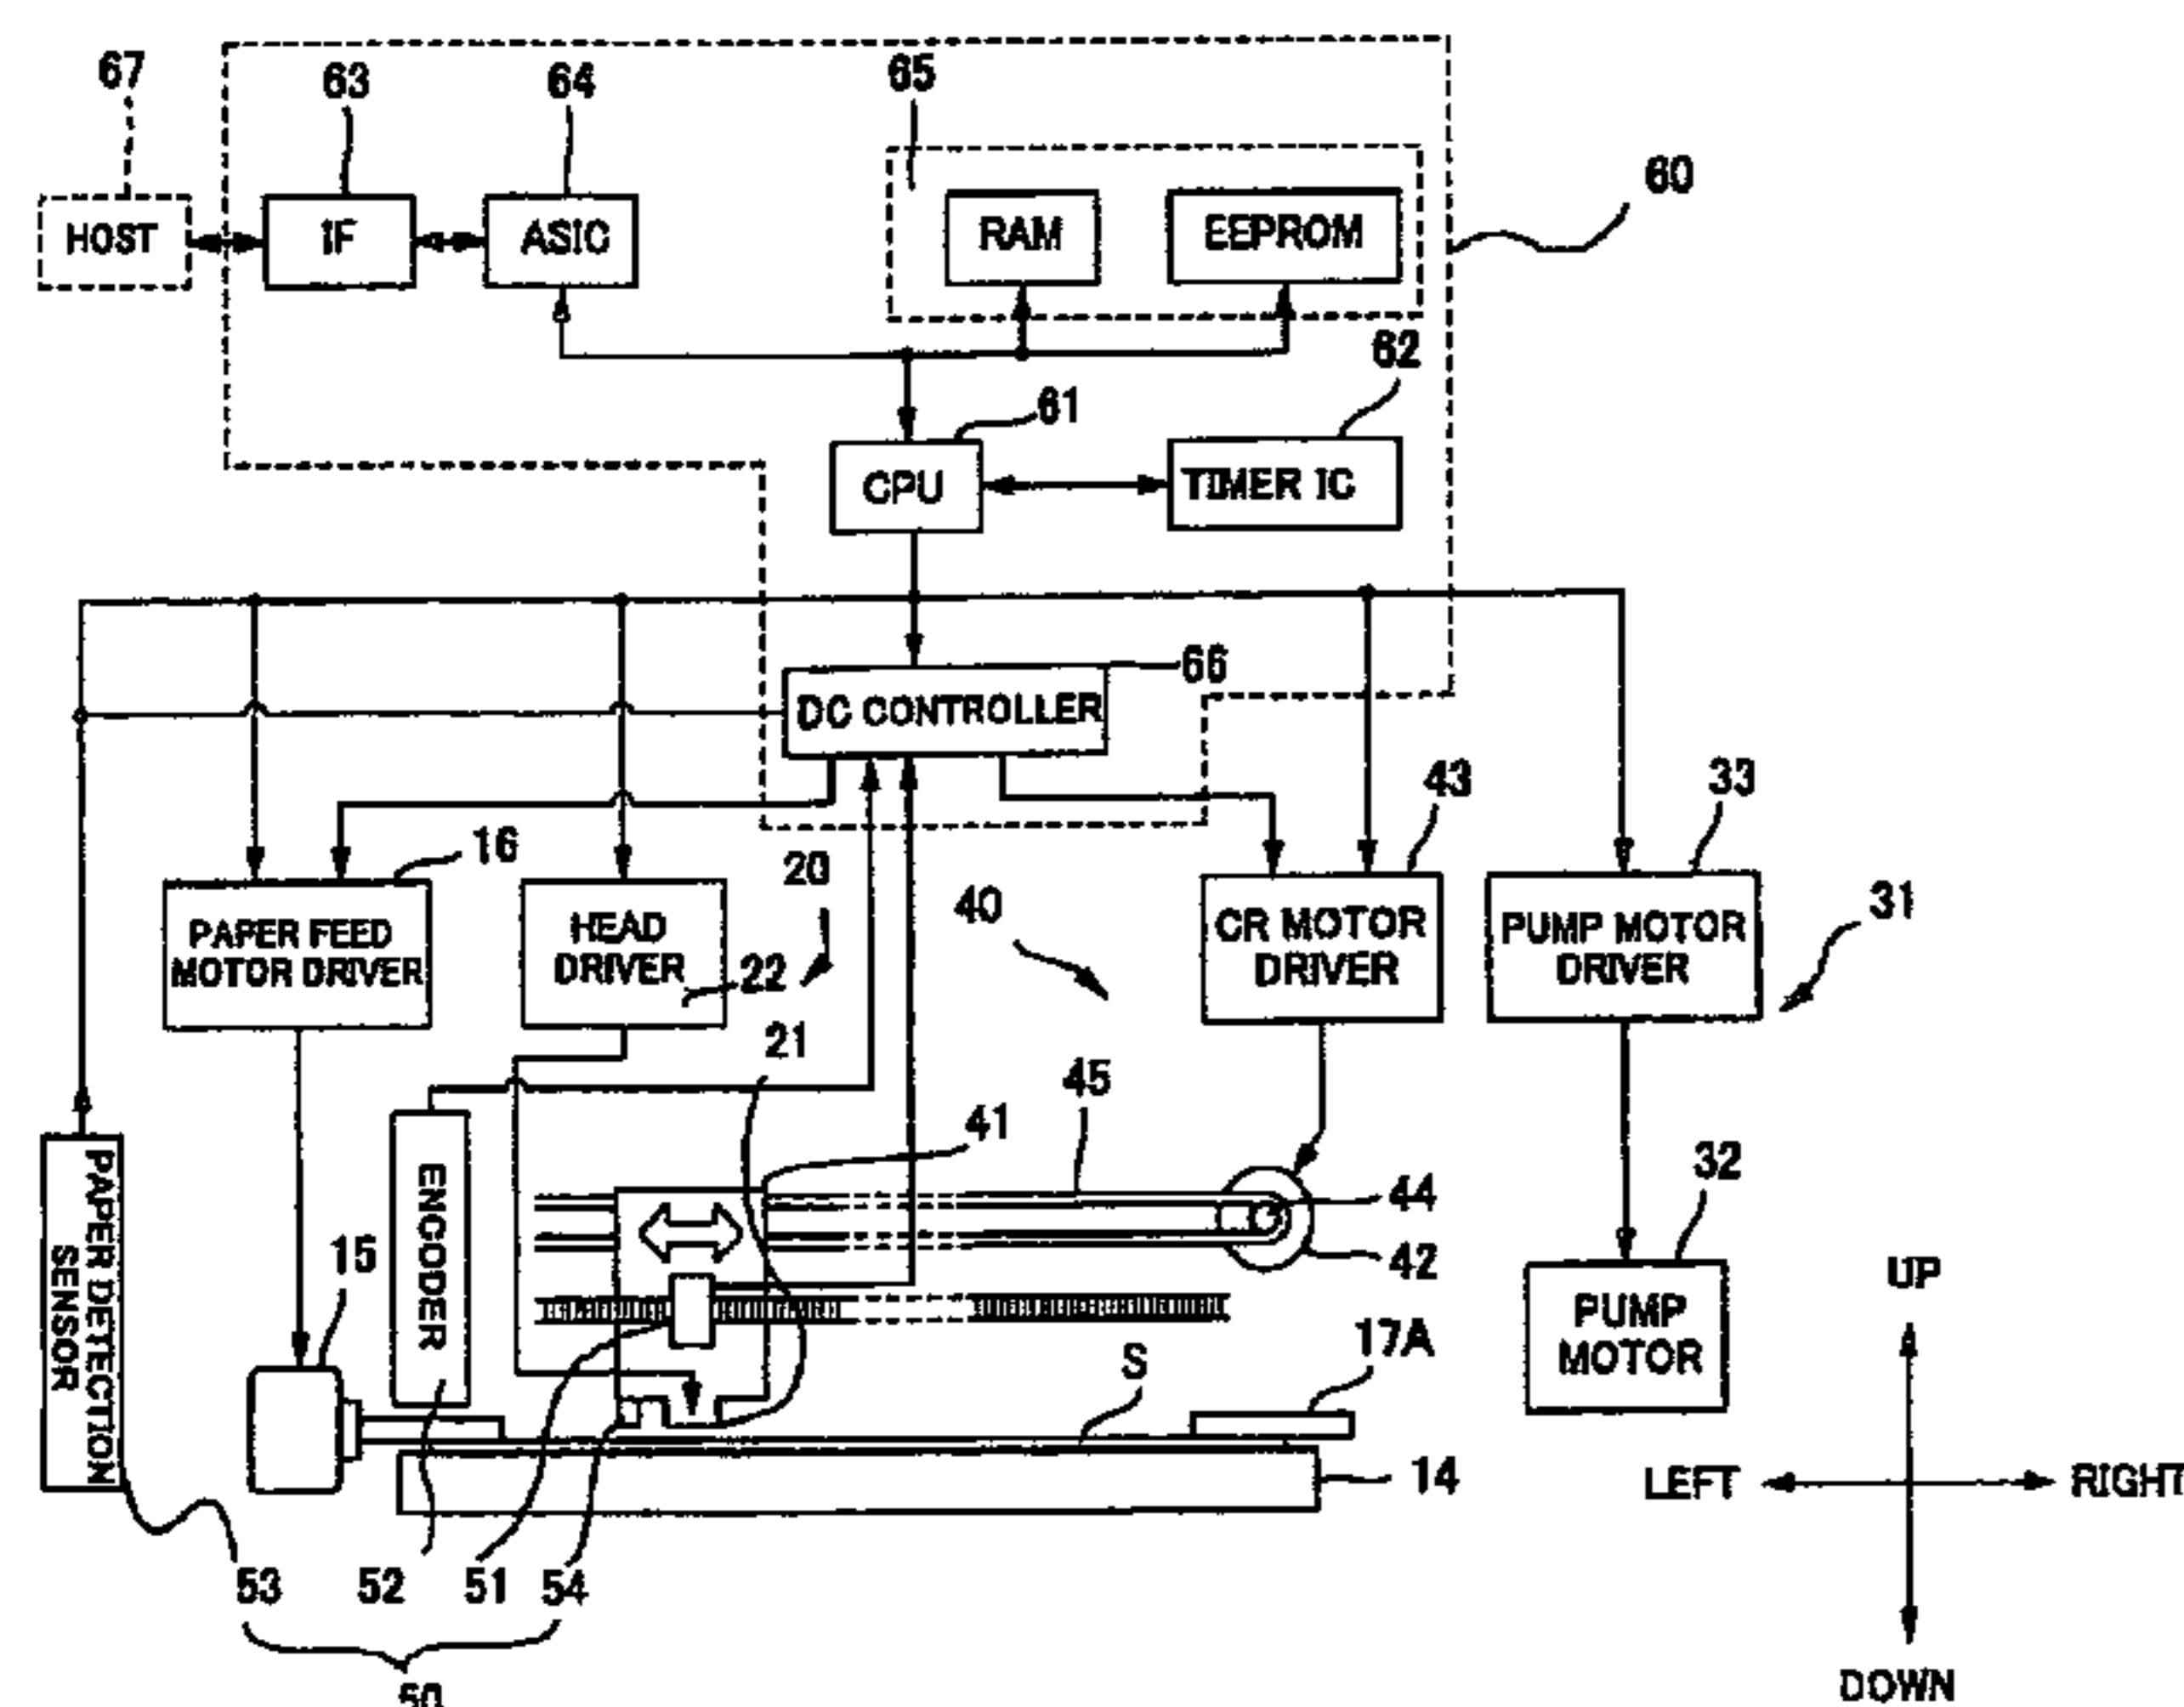 67
63
64
65
60
HOST
IF
ASIC
RAM
EEPROM
62
61
CPU
TIMER IC
66
DC CONTROLLER
43
33
16
20
40
31
PAPER FEED
MOTOR DRIVER
HEAD
DRIVER
22
CR MOTOR
DRIVER
PUMP MOTOR
DRIVER
21
45
41
32
44
42
15
ENCODER
PAPER DETECTION
SENSOR
PUMP
MOTOR
UP
17A
S
14
LEFT
RIGHT
53
52
51
54
50
DOWN